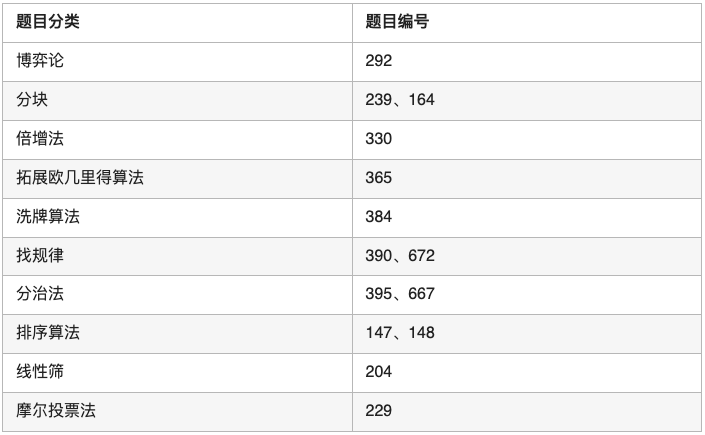 题目分类 题目编号
博弈论 292
分块 239、164
倍增法 330
拓展欧几里得算法 365
洗牌算法 384
找规律 390、672
分治法 395、667
排序算法 147、148
线性筛 204
摩尔投票法 229